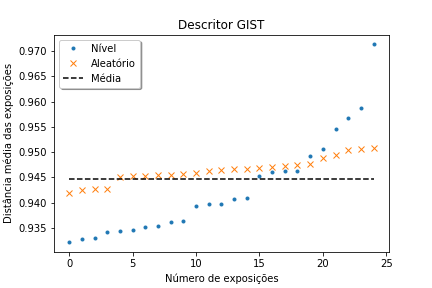 Descritor GIST
Nível
Aleatório
Média
Distância média das exposições
0.970
0.965
0.960
0.955
0.950
0.945
0.940
0.935
0
5
10
15
20
25
Número de exposições